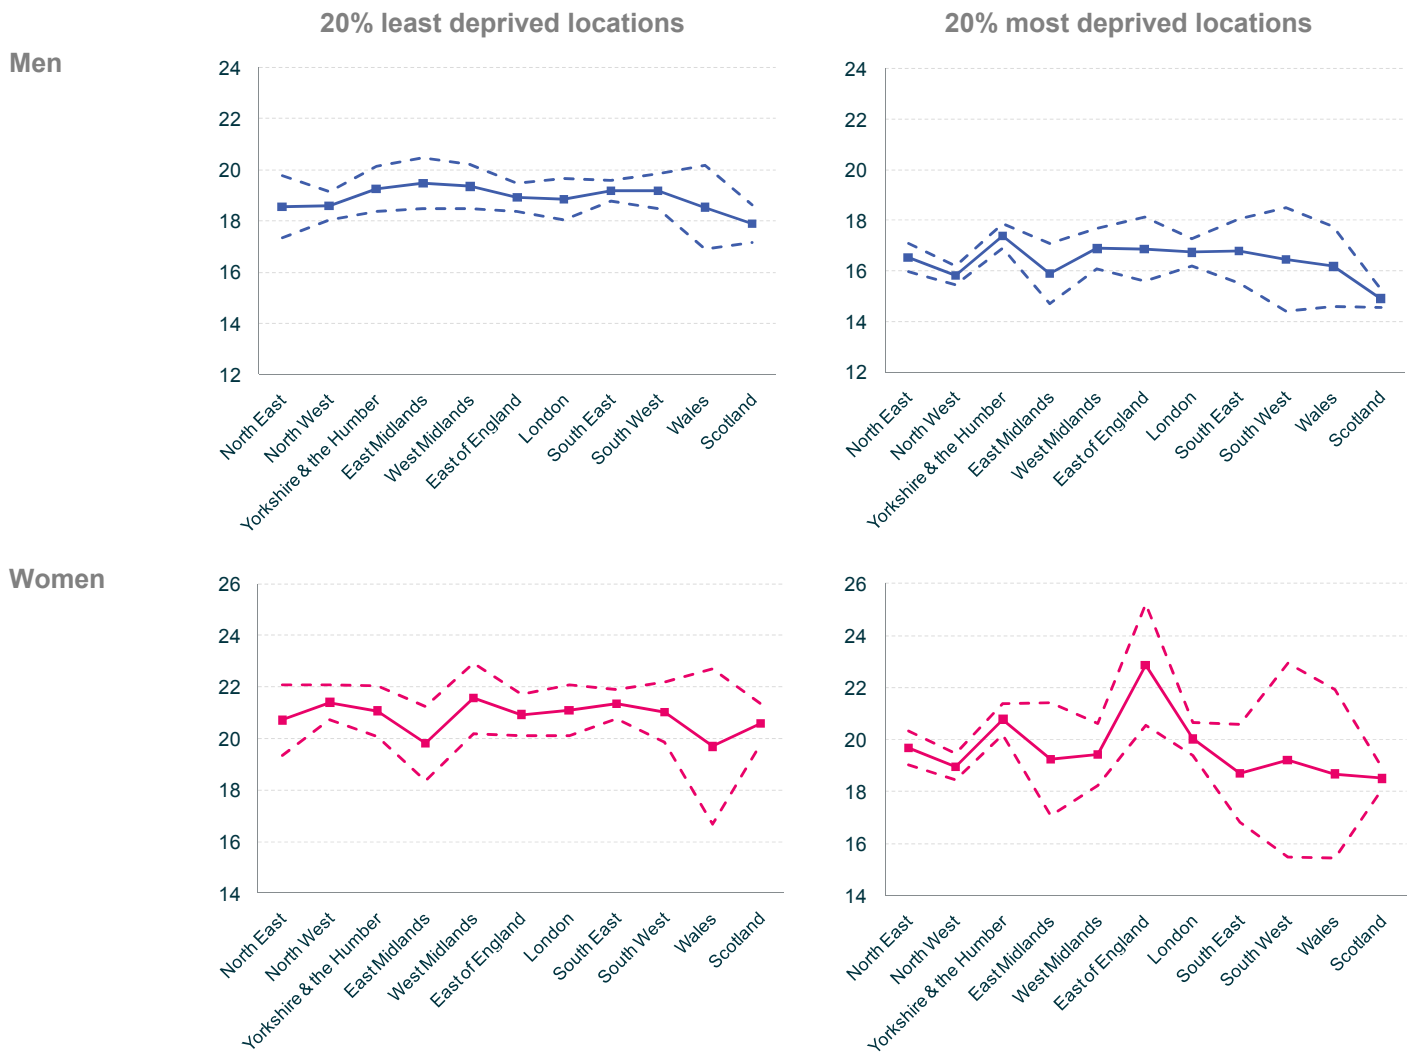 20% least deprived locations
20% most deprived locations
Men
24
22
20
18
16
14
12
North East
North West
Yorkshire & the Humber
East Midlands
West Midlands
East of England
London
South East
South West
Wales
Scotland
24
22
20
18
16
14
12
North East
North West
Yorkshire & the Humber
East Midlands
West Midlands
East of England
London
South East
South West
Wales
Scotland
Women
26
24
22
20
18
16
14
North East
North West
Yorkshire & the Humber
East Midlands
West Midlands
East of England
London
South East
South West
Wales
Scotland
26
24
22
20
18
16
14
North East
North West
Yorkshire & the Humber
East Midlands
West Midlands
East of England
London
South East
South West
Wales
Scotland